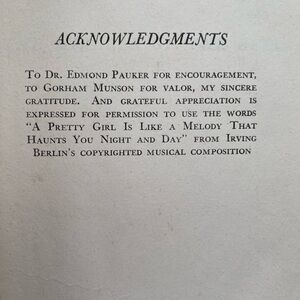 ACKNOWLEDGMENTS
To Dr. Edmond Pauker for encouragement,
to Gorham Munson for valor, my sincere
gratitude. And grateful appreciation is
expressed for permission to use the words
“A Pretty Girl Is Like a Melody That
Haunts You Night and Day” from Irving
Berlin’s copyrighted musical composition